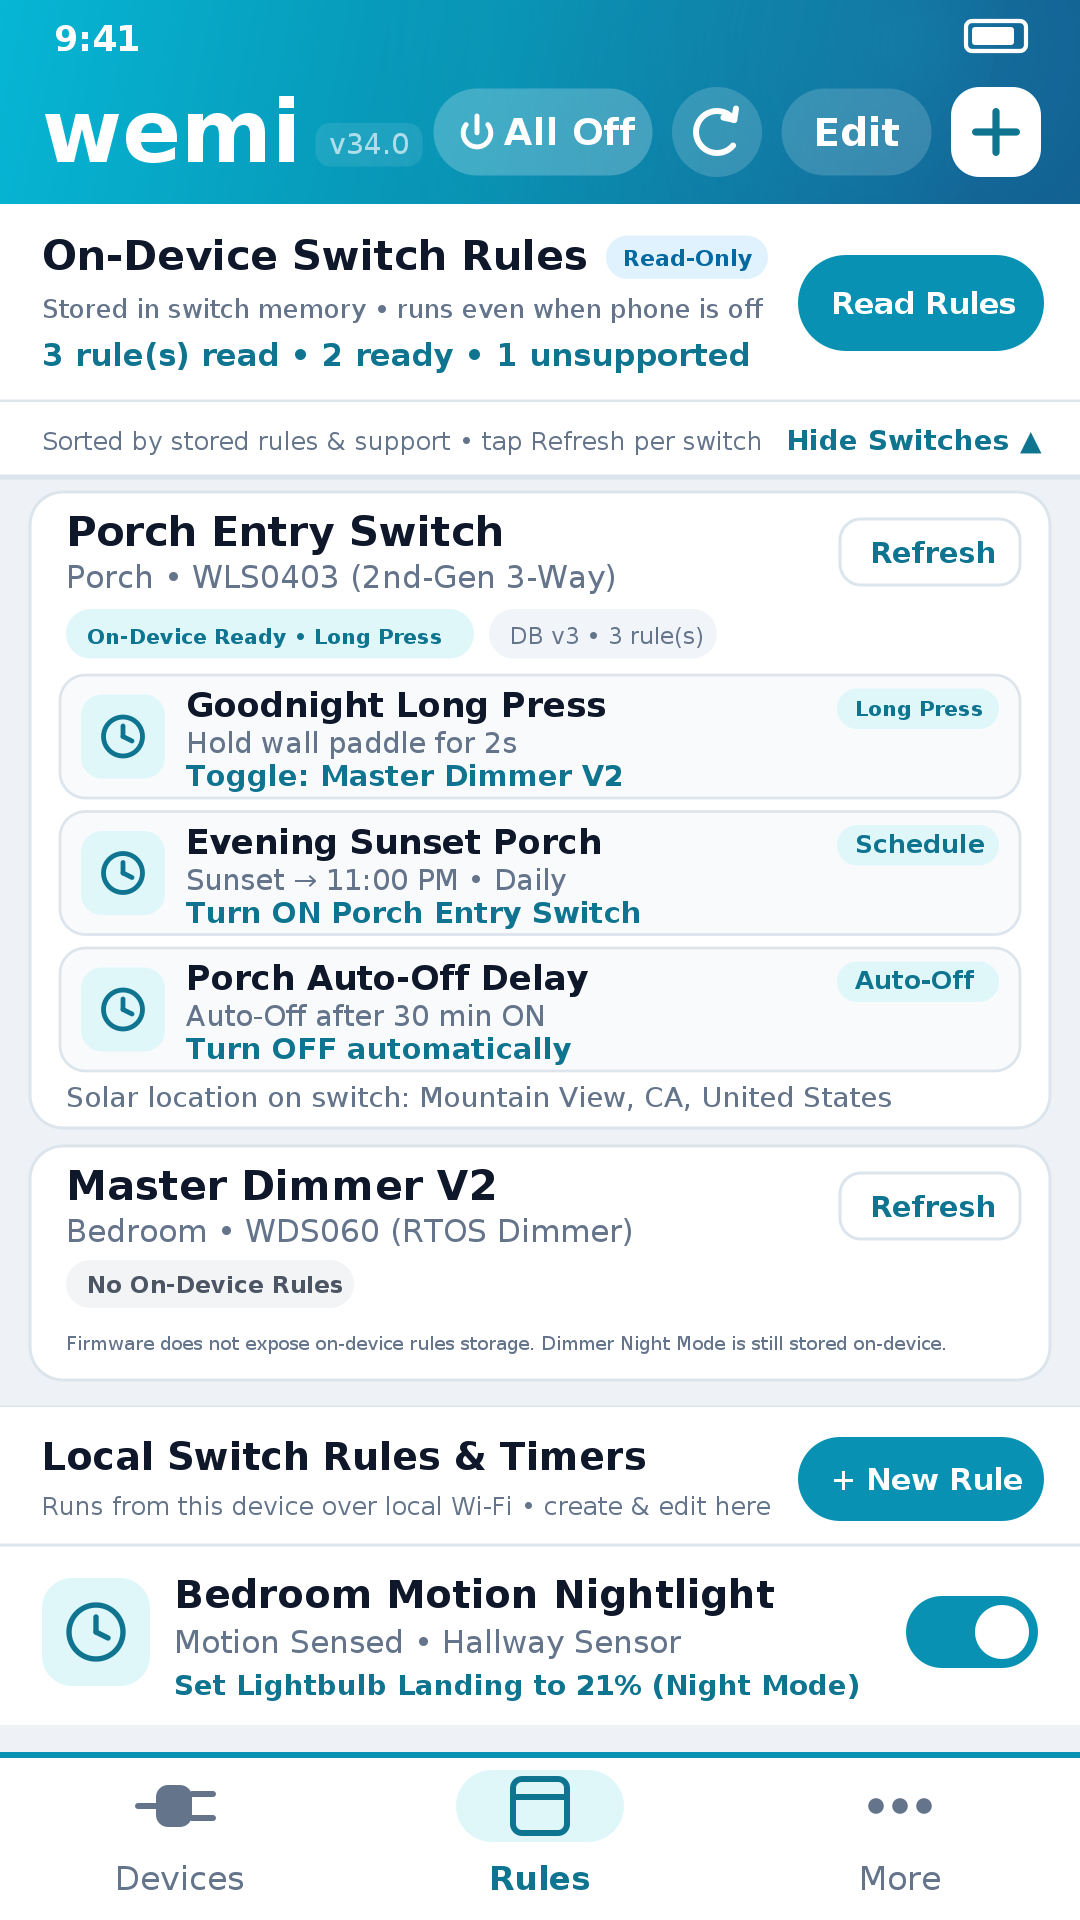 9:41
wemi v34.0 All Off Edit
On-Device Switch Rules Read-Only
Stored in switch memory • runs even when phone is off
3 rule(s) read • 2 ready • 1 unsupported
Read Rules
Sorted by stored rules & support • tap Refresh per switch Hide Switches ▲
Porch Entry Switch
Porch • WLS0403 (2nd-Gen 3-Way)
Refresh
On-Device Ready • Long Press DB v3 • 3 rule(s)
Goodnight Long Press Long Press
Hold wall paddle for 2s
Toggle: Master Dimmer V2
Evening Sunset Porch Schedule
Sunset → 11:00 PM • Daily
Turn ON Porch Entry Switch
Porch Auto-Off Delay Auto-Off
Auto-Off after 30 min ON
Turn OFF automatically
Solar location on switch: Mountain View, CA, United States
Master Dimmer V2
Bedroom • WDS060 (RTOS Dimmer)
Refresh
No On-Device Rules
Firmware does not expose on-device rules storage. Dimmer Night Mode is still stored on-device.
Local Switch Rules & Timers
Runs from this device over local Wi-Fi • create & edit here
+ New Rule
Bedroom Motion Nightlight
Motion Sensed • Hallway Sensor
Set Lightbulb Landing to 21% (Night Mode)
Devices Rules More